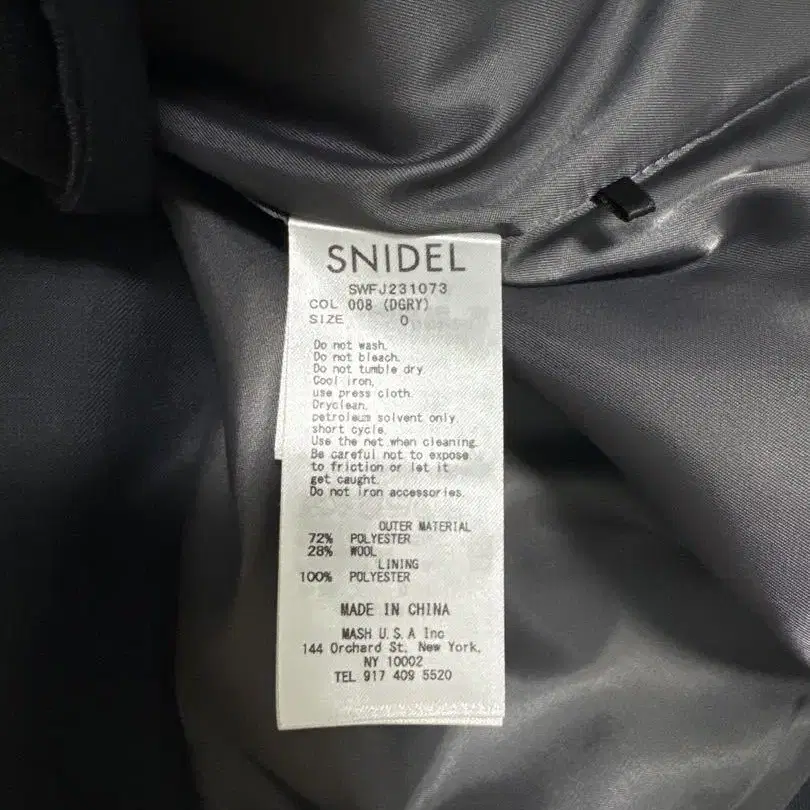 SNIDEL
SWFJ231073
COL 008 (DGRY)
SIZE 0
Do not wash.
Do not bleach.
Do not tumble dry
Cool iron,
use press cloth.
Dryclean,
petroleum solvent only.
short cycle.
Use the net when cleaning.
Be careful not to expose
to friction or let it
get caught.
Do not iron accessories.
OUTER MATERIAL
72% POLYESTER
28% WOOL
LINING
100% POLYESTER
MADE IN CHINA
MASH U.S.A Inc
144 Orchard St, New York,
NY 10002
TEL 917 409 5520